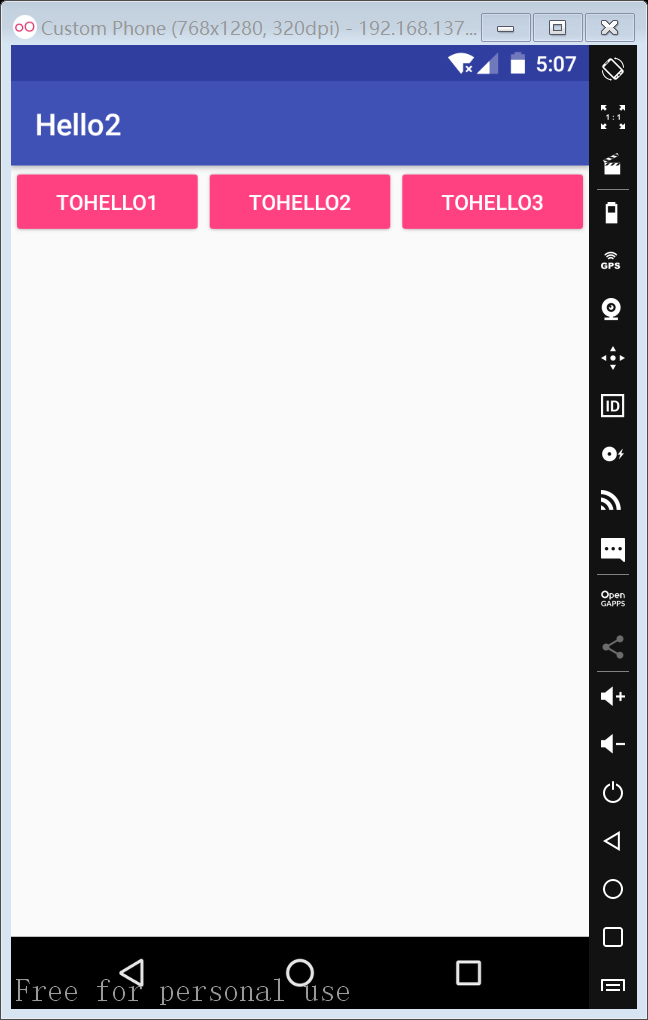 Custom Phone (768x1280, 320dpi) - 192.168.137...
5:07
Hello2
TOHELLO1 TOHELLO2 TOHELLO3
1:1
GPS
ID
Open
GAPPS
Free for personal use